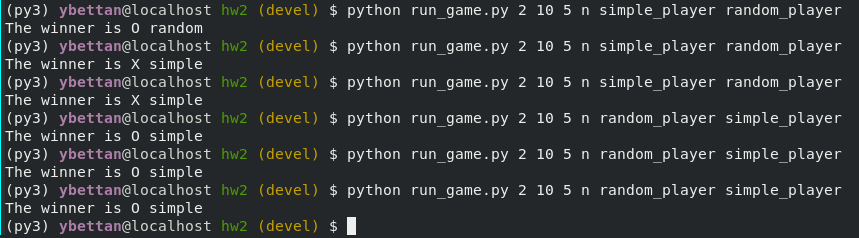 (py3) ybettan@localhost hw2 (devel) $ python run_game.py 2 10 5 n simple_player random_player
The winner is O random
(py3) ybettan@localhost hw2 (devel) $ python run_game.py 2 10 5 n simple_player random_player
The winner is X simple
(py3) ybettan@localhost hw2 (devel) $ python run_game.py 2 10 5 n simple_player random_player
The winner is X simple
(py3) ybettan@localhost hw2 (devel) $ python run_game.py 2 10 5 n random_player simple_player
The winner is O simple
(py3) ybettan@localhost hw2 (devel) $ python run_game.py 2 10 5 n random_player simple_player
The winner is O simple
(py3) ybettan@localhost hw2 (devel) $ python run_game.py 2 10 5 n random_player simple_player
The winner is O simple
(py3) ybettan@localhost hw2 (devel) $